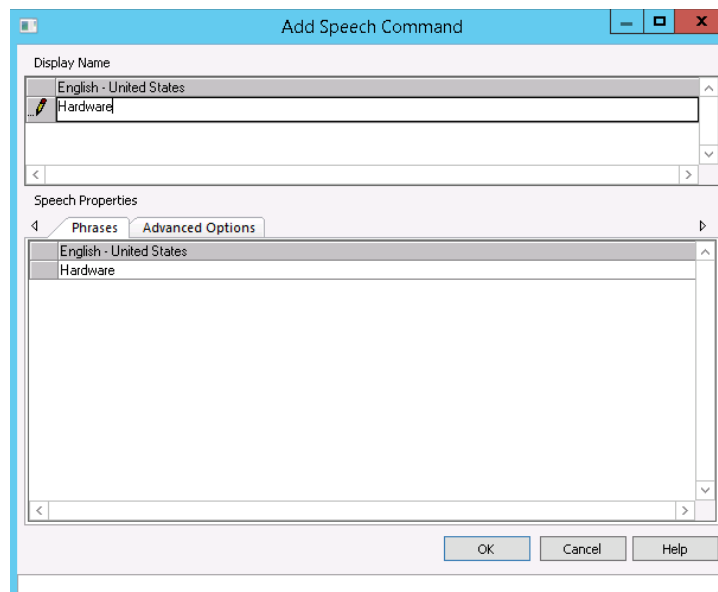 Add Speech Command
Display Name
English - United States
Hardware
Speech Properties
Phrases Advanced Options
English - United States
Hardware
OK Cancel Help